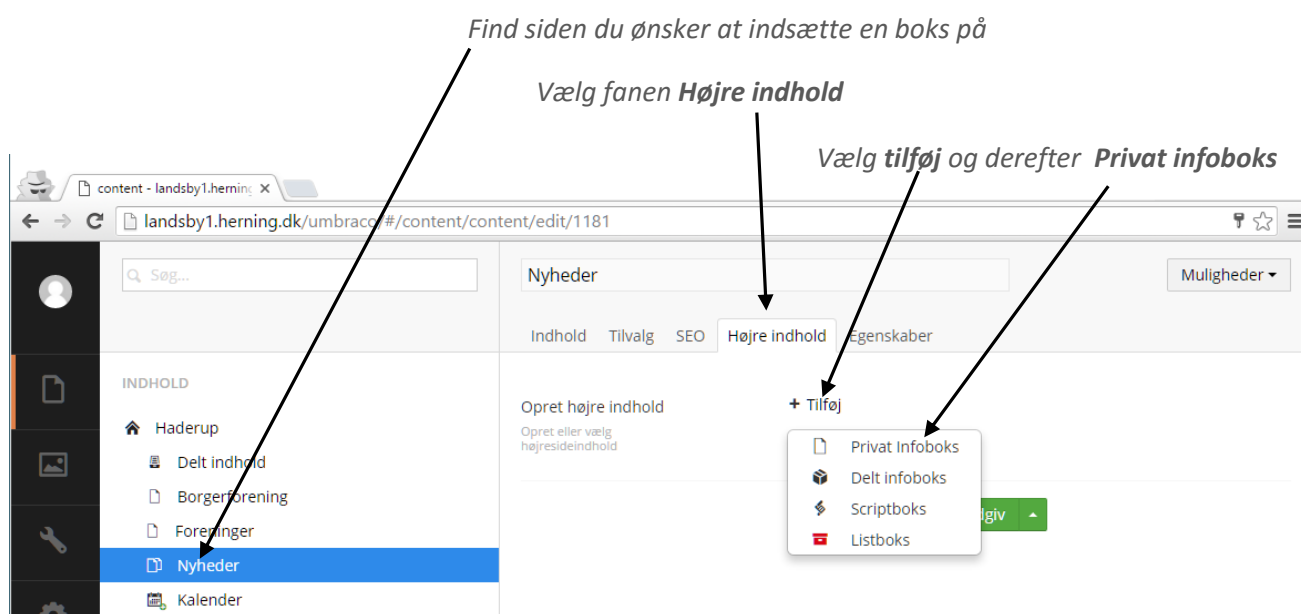 Find siden du ønsker at indsætte en boks på
Vælg fanen Højre indhold
Vælg tilføj og derefter Privat infoboks
content - landsby1.herning
landsby1.herning.dk/umbraco/#/content/content/edit/1181
Søg...
Nyheder
Muligheder
Indhold Tilvalg SEO Højre indhold Egenskaber
INDHOLD
Opret højre indhold
+ Tilføj
Opret eller vælg
højresideindhold
Haderup
Delt indhold
Borgerforening
Foreninger
Nyheder
Kalender
Privat Infoboks
Delt infoboks
Scriptboks
Listboks